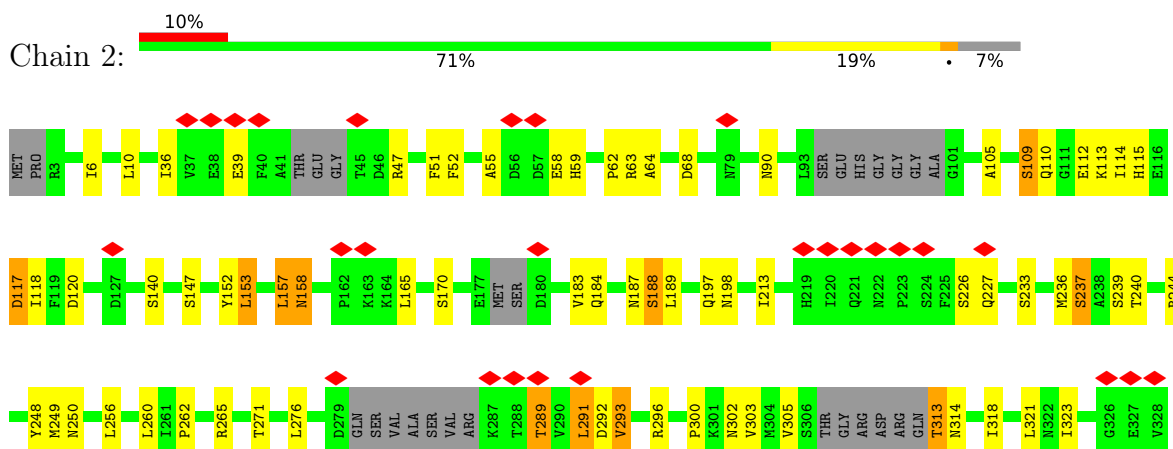 10%
Chain 2:
71% 19% • 7%
MET PRO R3 I6 L10 I36 V37 E38 E39 F40 A41 THR GLU GLY T45 D46 R47 F51 F52 A55 D56 D57 E58 H59 P62 R63 A64 D68 N79 N90 L93 SER GLU HIS GLY GLY GLY ALA G101 A105 S109 Q110 G111 E112 K113 I114 H115 E116
D117 I118 F119 D120 D127 S140 S147 Y152 L153 L157 N158 P162 K163 K164 L165 S170 E177 MET SER D180 V183 Q184 N187 S188 L189 Q197 N198 I213 H219 I220 Q221 N222 P223 S224 F225 S226 Q227 S233 M236 S237 A238 S239 T240
Y248 M249 N250 L256 L260 I261 P262 R265 T271 L276 D279 GLN SER VAL ALA SER VAL ARG K287 T288 T289 V290 L291 D292 V293 R296 P300 K301 N302 V303 M304 V305 S306 THR GLY ARG ASP ARG GLN T313 N314 I318 L321 N322 I323 G326 E327 V328